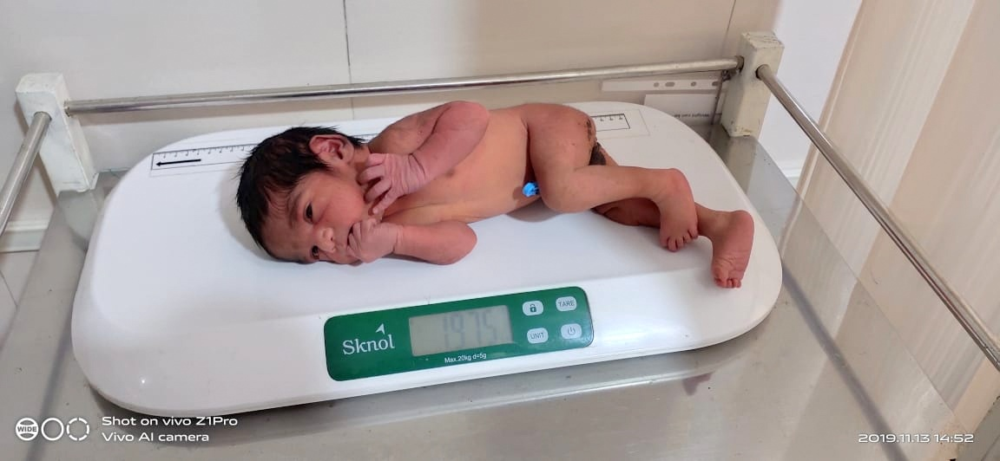 Sknol
1975
Max.20kg d=5g
TARE
UNIT
WIDE
Shot on vivo Z1Pro
Vivo AI camera
2019.11.13 14:52